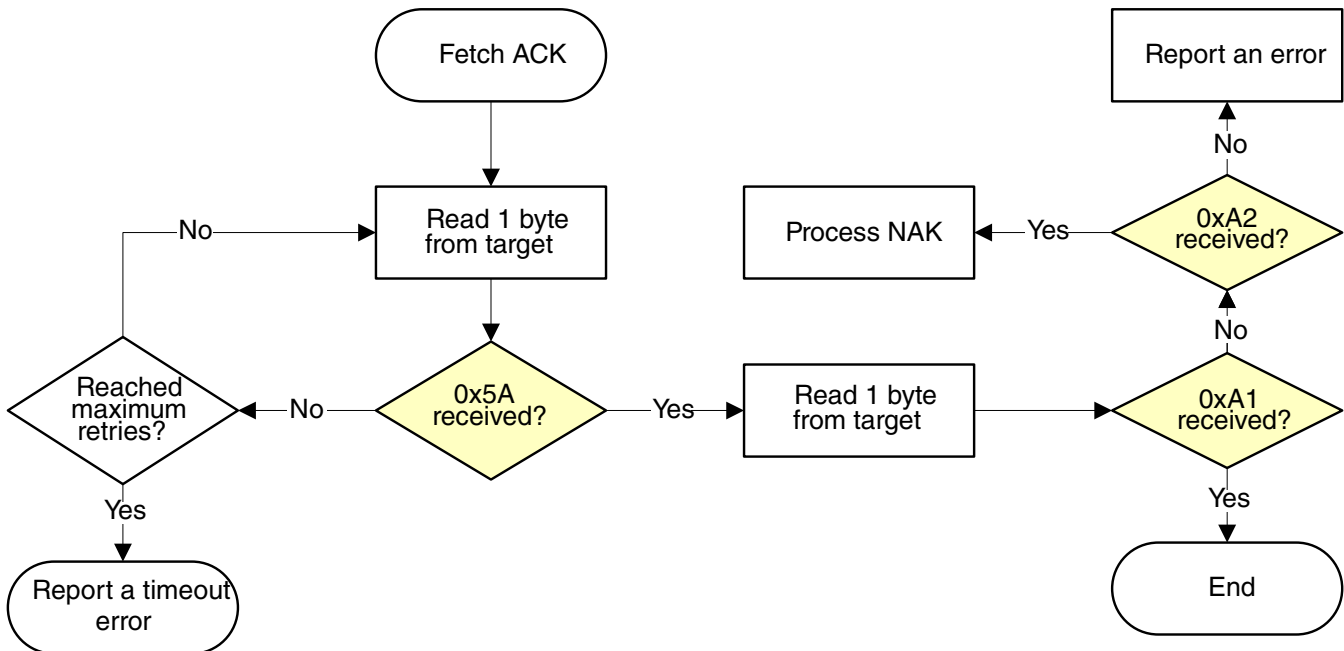 Fetch ACK
Report an error
No
Read 1 byte
from target
No
Process NAK
Yes
0xA2
received?
No
Reached
maximum
retries?
No
0x5A
received?
Yes
Read 1 byte
from target
0xA1
received?
Yes
Yes
Report a timeout
error
End